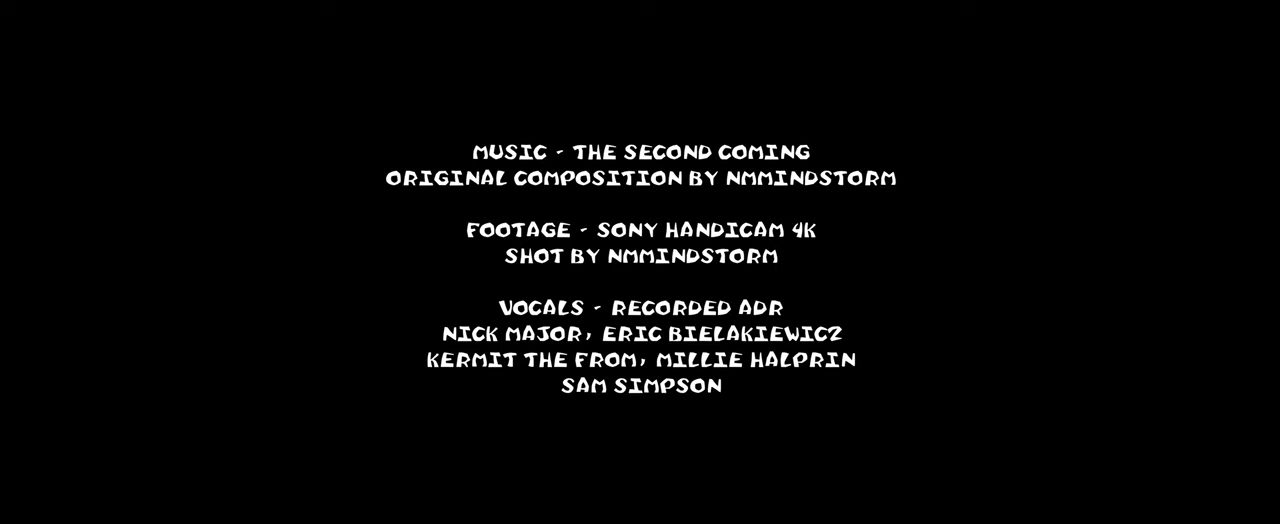 MUSIC - THE SECOND COMING
ORIGINAL COMPOSITION BY NMMINDSTORM
FOOTAGE - SONY HANDICAM 4K
SHOT BY NMMINDSTORM
VOCALS - RECORDED ADR
NICK MAJOR, ERIC BIELAKIEWICZ
KERMIT THE FROM, MILLIE HALPRIN
SAM SIMPSON